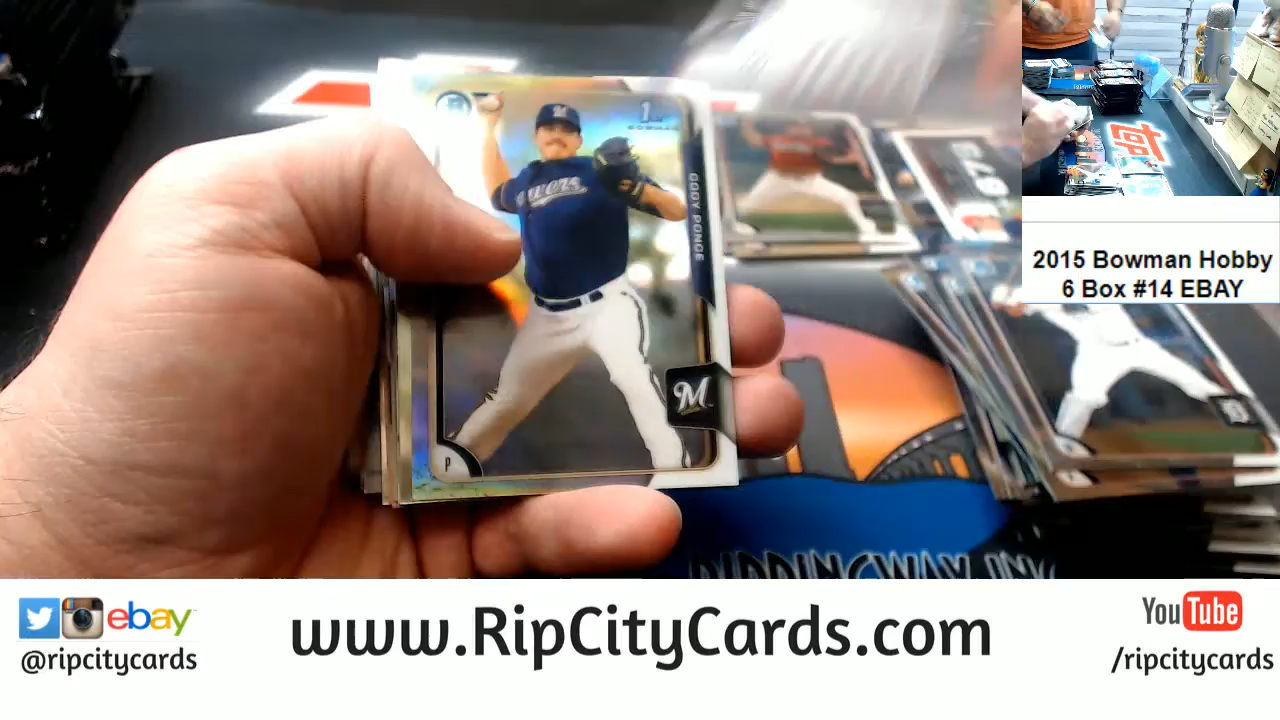 1st
BOWMAN
CODY PONCE
Brewers
M
P
2015 Bowman Hobby
6 Box #14 EBAY
ebay
@ripcitycards
www.RipCityCards.com
YouTube
/ripcitycards